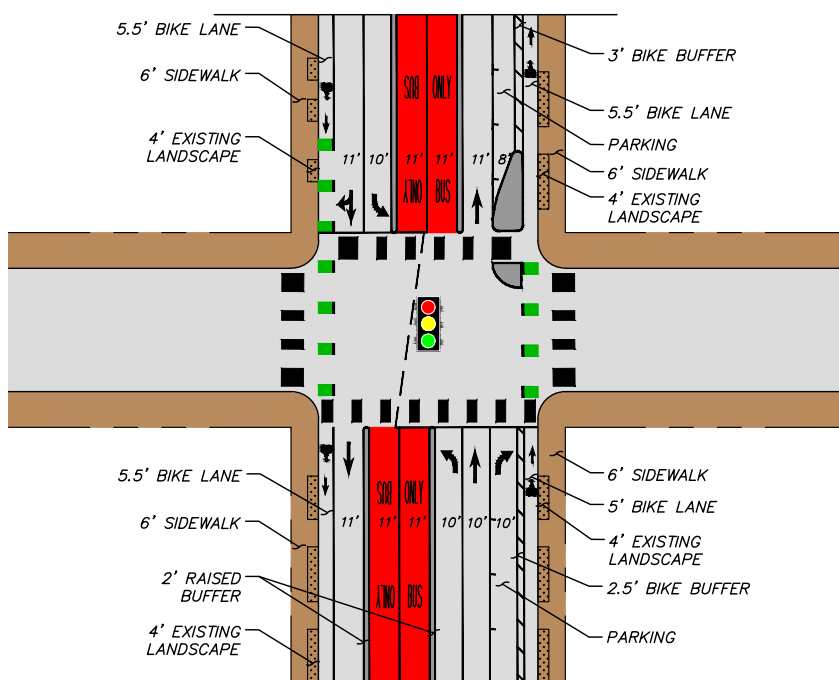 5.5' BIKE LANE
6' SIDEWALK
4' EXISTING
LANDSCAPE
3' BIKE BUFFER
5.5' BIKE LANE
PARKING
6' SIDEWALK
4' EXISTING
LANDSCAPE
BUS ONLY
11' 10' 11' 11' 11' 8'
ONLY BUS
5.5' BIKE LANE
6' SIDEWALK
2' RAISED
BUFFER
4' EXISTING
LANDSCAPE
BUS ONLY
11' 11' 11' 10' 10' 10'
ONLY BUS
6' SIDEWALK
5' BIKE LANE
4' EXISTING
LANDSCAPE
2.5' BIKE BUFFER
PARKING